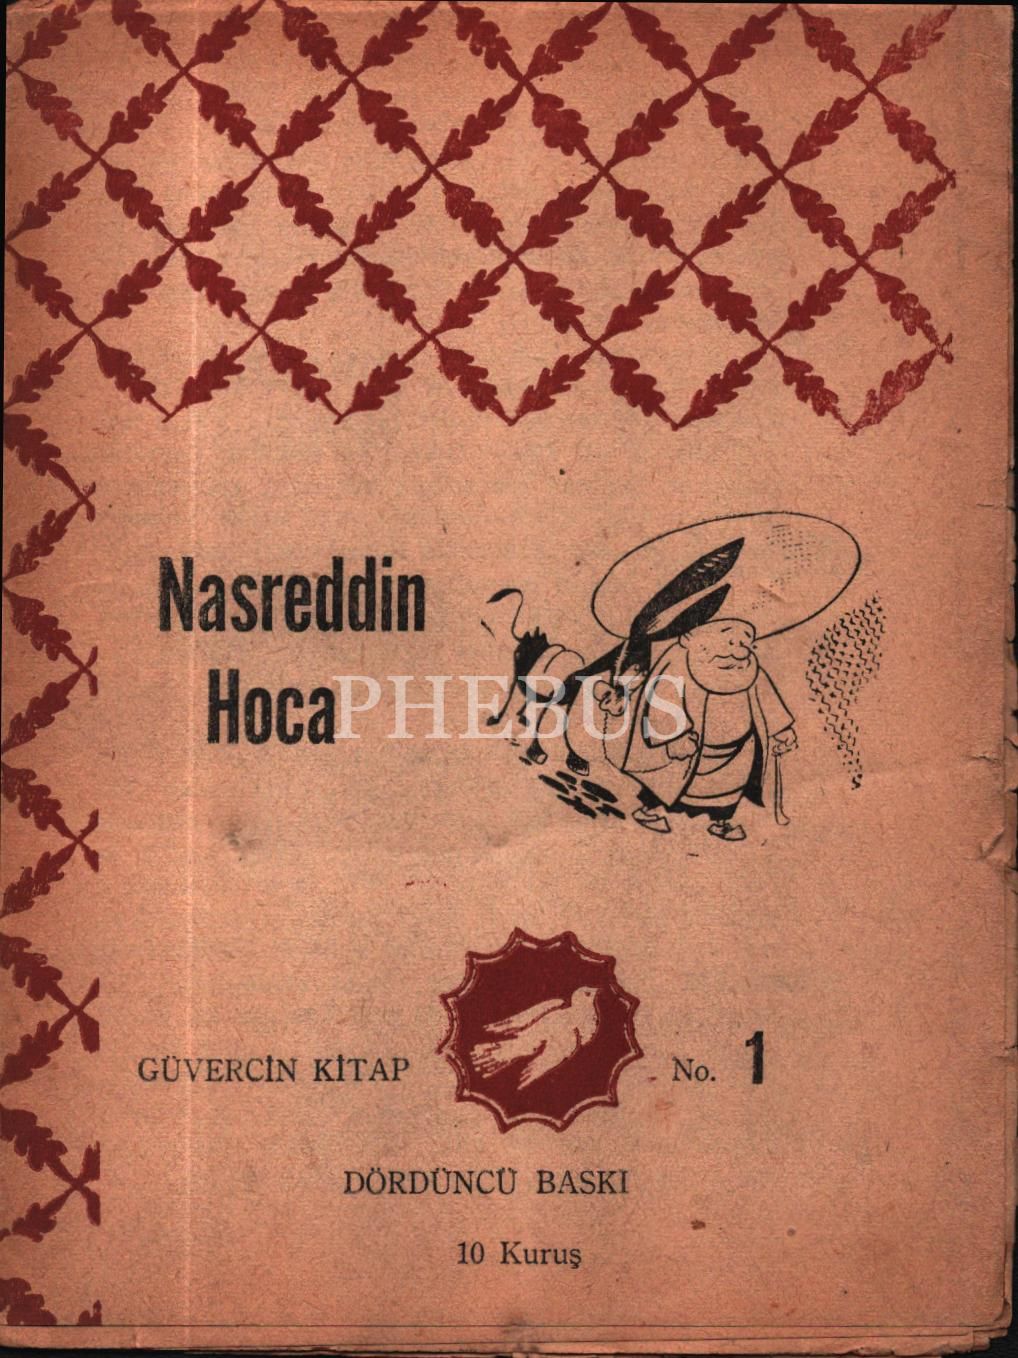 Nasreddin
Hoca
PHEBUS
GÜVERCİN KİTAP
No. 1
DÖRDÜNCÜ BASKI
10 Kuruş